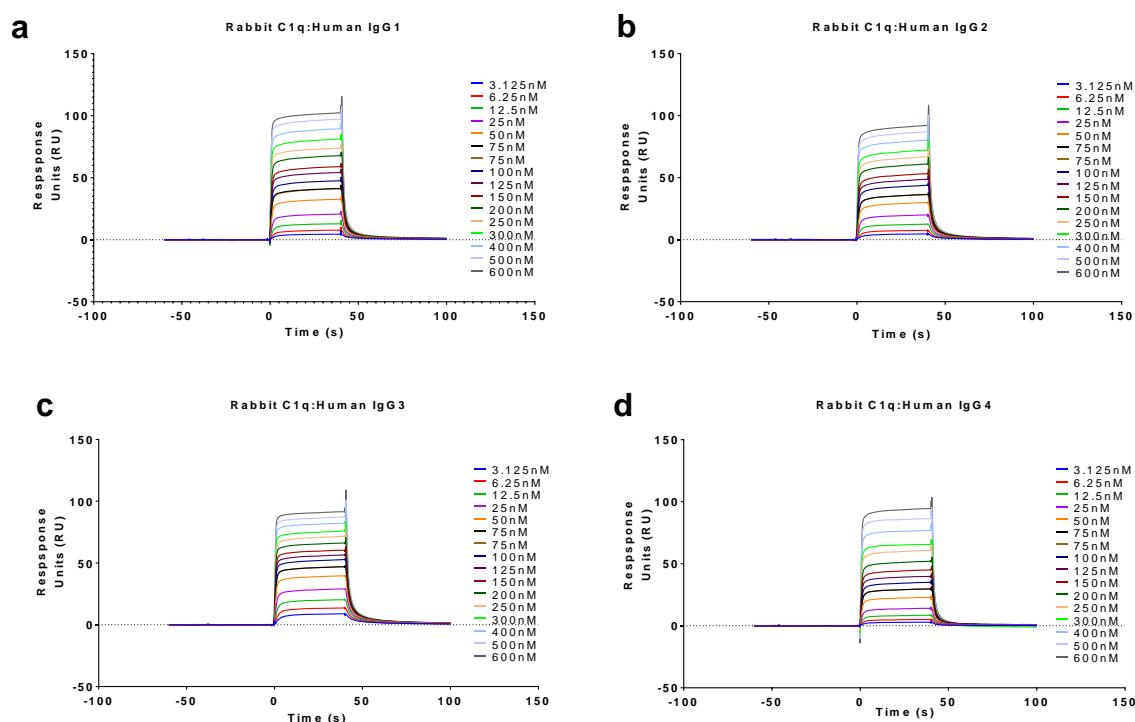 a
Rabbit C1q:Human IgG1
Respsponse
Units (RU)
150
100
50
0
-50
-100
-50
0
50
100
150
Time (s)
3.125nM
6.25nM
12.5nM
25nM
50nM
75nM
75nM
100nM
125nM
150nM
200nM
250nM
300nM
400nM
500nM
600nM
b
Rabbit C1q:Human IgG2
Respsponse
Units (RU)
150
100
50
0
-50
-100
-50
0
50
100
150
Time (s)
3.125nM
6.25nM
12.5nM
25nM
50nM
75nM
75nM
100nM
125nM
150nM
200nM
250nM
300nM
400nM
500nM
600nM
c
Rabbit C1q:Human IgG3
Respsponse
Units (RU)
150
100
50
0
-50
-100
-50
0
50
100
150
Time (s)
3.125nM
6.25nM
12.5nM
25nM
50nM
75nM
75nM
100nM
125nM
150nM
200nM
250nM
300nM
400nM
500nM
600nM
d
Rabbit C1q:Human IgG4
Respsponse
Units (RU)
150
100
50
0
-50
-100
-50
0
50
100
150
Time (s)
3.125nM
6.25nM
12.5nM
25nM
50nM
75nM
75nM
100nM
125nM
150nM
200nM
250nM
300nM
400nM
500nM
600nM